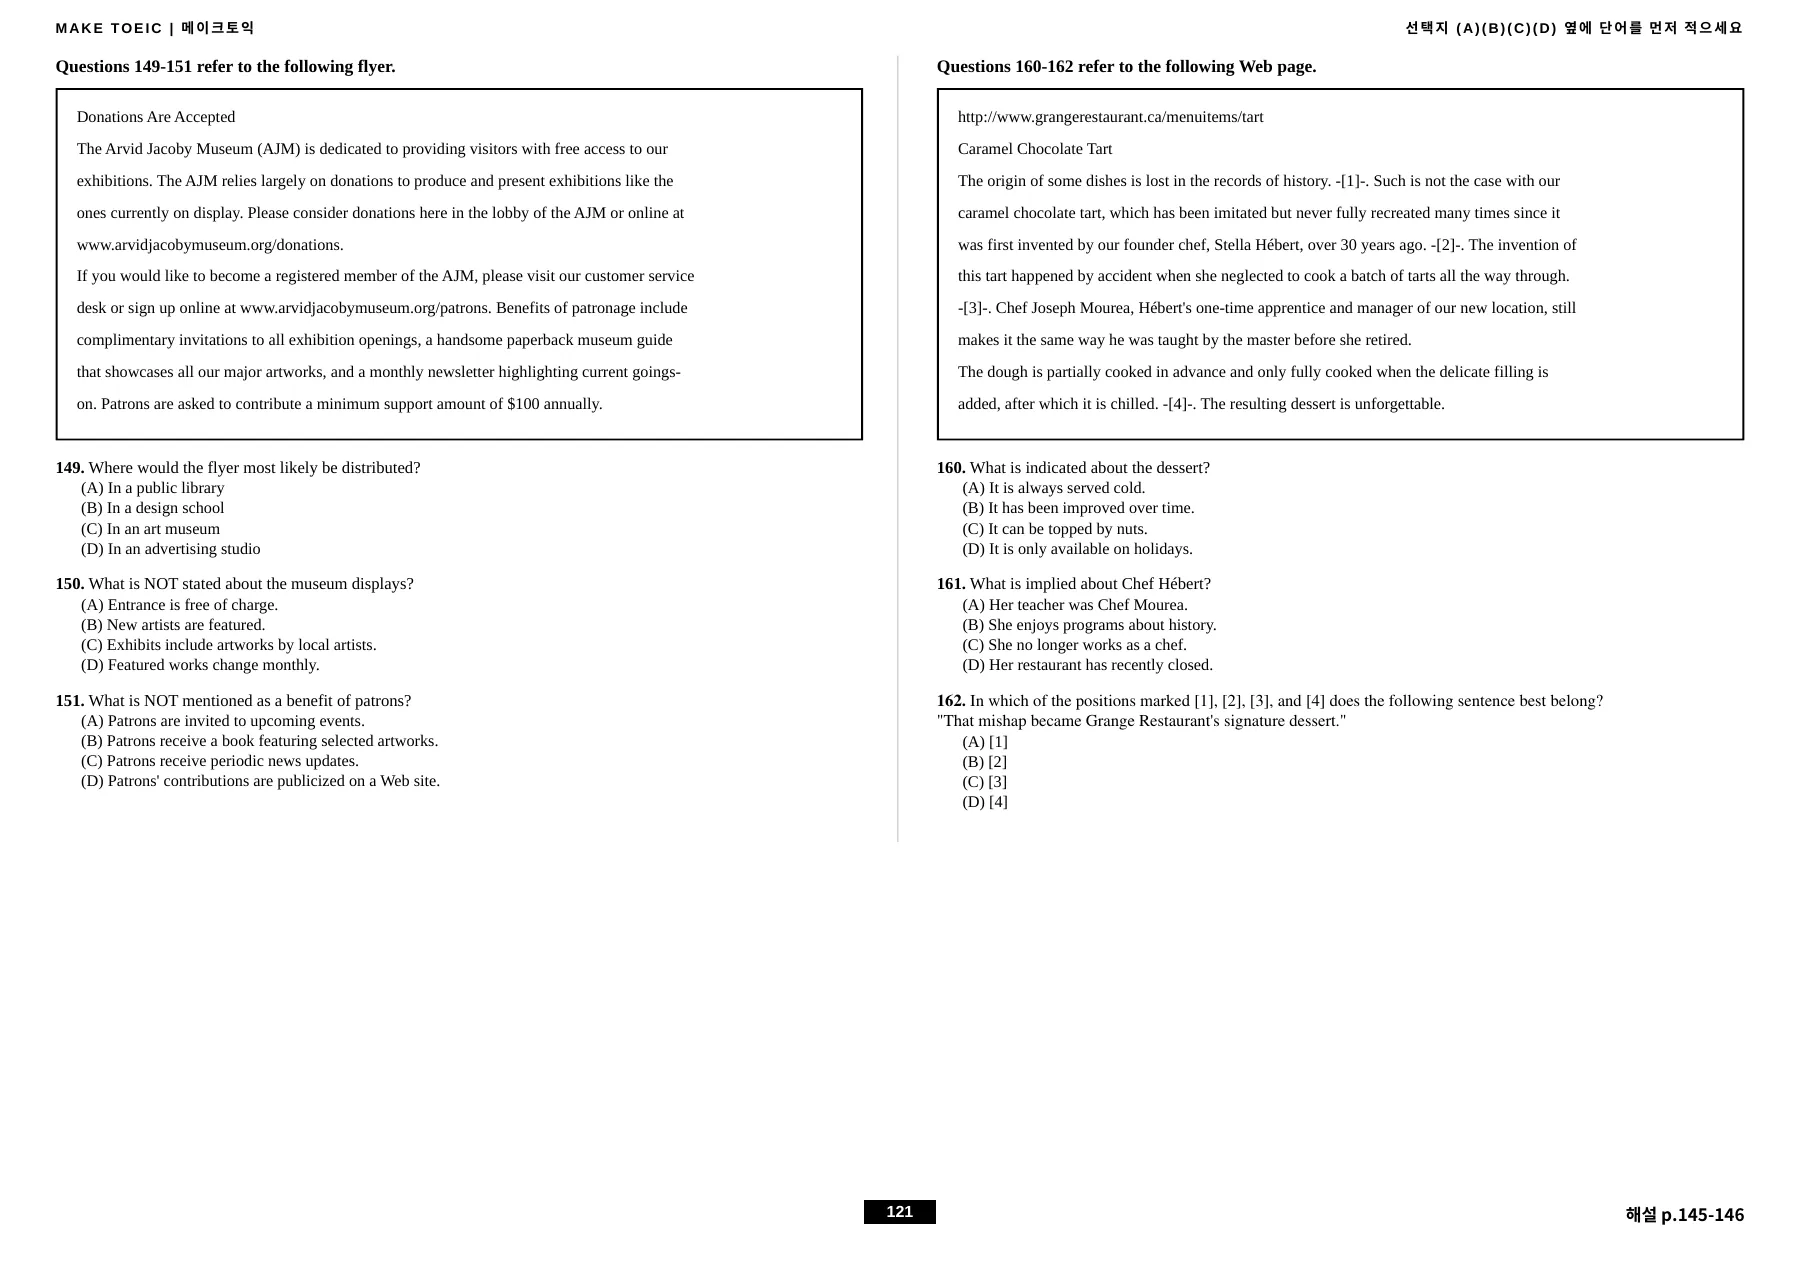 MAKE TOEIC | 메이크토익
선택지 (A)(B)(C)(D) 옆에 단어를 먼저 적으세요
Questions 149-151 refer to the following flyer.
Donations Are Accepted
The Arvid Jacoby Museum (AJM) is dedicated to providing visitors with free access to our
exhibitions. The AJM relies largely on donations to produce and present exhibitions like the
ones currently on display. Please consider donations here in the lobby of the AJM or online at
www.arvidjacobymuseum.org/donations.
If you would like to become a registered member of the AJM, please visit our customer service
desk or sign up online at www.arvidjacobymuseum.org/patrons. Benefits of patronage include
complimentary invitations to all exhibition openings, a handsome paperback museum guide
that showcases all our major artworks, and a monthly newsletter highlighting current goings-
on. Patrons are asked to contribute a minimum support amount of $100 annually.
149. Where would the flyer most likely be distributed?
(A) In a public library
(B) In a design school
(C) In an art museum
(D) In an advertising studio
150. What is NOT stated about the museum displays?
(A) Entrance is free of charge.
(B) New artists are featured.
(C) Exhibits include artworks by local artists.
(D) Featured works change monthly.
151. What is NOT mentioned as a benefit of patrons?
(A) Patrons are invited to upcoming events.
(B) Patrons receive a book featuring selected artworks.
(C) Patrons receive periodic news updates.
(D) Patrons' contributions are publicized on a Web site.
Questions 160-162 refer to the following Web page.
http://www.grangerestaurant.ca/menuitems/tart
Caramel Chocolate Tart
The origin of some dishes is lost in the records of history. -[1]-. Such is not the case with our
caramel chocolate tart, which has been imitated but never fully recreated many times since it
was first invented by our founder chef, Stella Hébert, over 30 years ago. -[2]-. The invention of
this tart happened by accident when she neglected to cook a batch of tarts all the way through.
-[3]-. Chef Joseph Mourea, Hébert's one-time apprentice and manager of our new location, still
makes it the same way he was taught by the master before she retired.
The dough is partially cooked in advance and only fully cooked when the delicate filling is
added, after which it is chilled. -[4]-. The resulting dessert is unforgettable.
160. What is indicated about the dessert?
(A) It is always served cold.
(B) It has been improved over time.
(C) It can be topped by nuts.
(D) It is only available on holidays.
161. What is implied about Chef Hébert?
(A) Her teacher was Chef Mourea.
(B) She enjoys programs about history.
(C) She no longer works as a chef.
(D) Her restaurant has recently closed.
162. In which of the positions marked [1], [2], [3], and [4] does the following sentence best belong?
"That mishap became Grange Restaurant's signature dessert."
(A) [1]
(B) [2]
(C) [3]
(D) [4]
121
해설 p.145-146